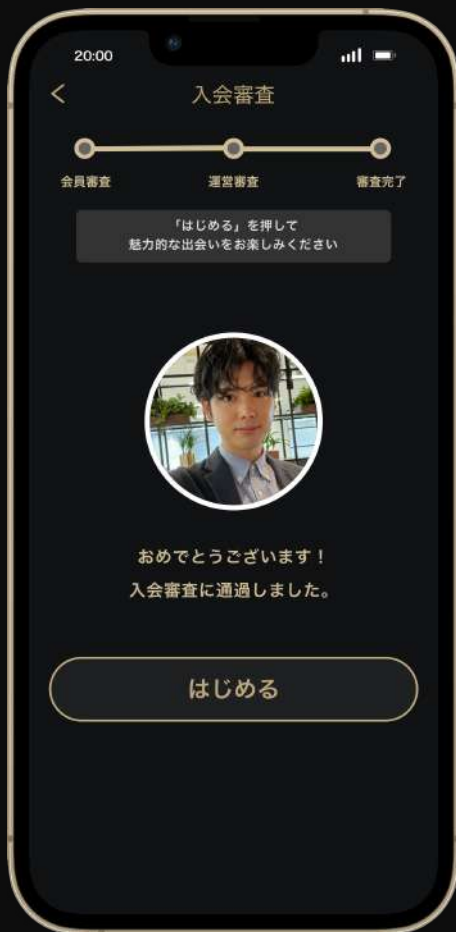 20:00
入会審査
会員審査
運営審査
審査完了
「はじめる」を押して
魅力的な出会いをお楽しみください
おめでとうございます！
入会審査に通過しました。
はじめる